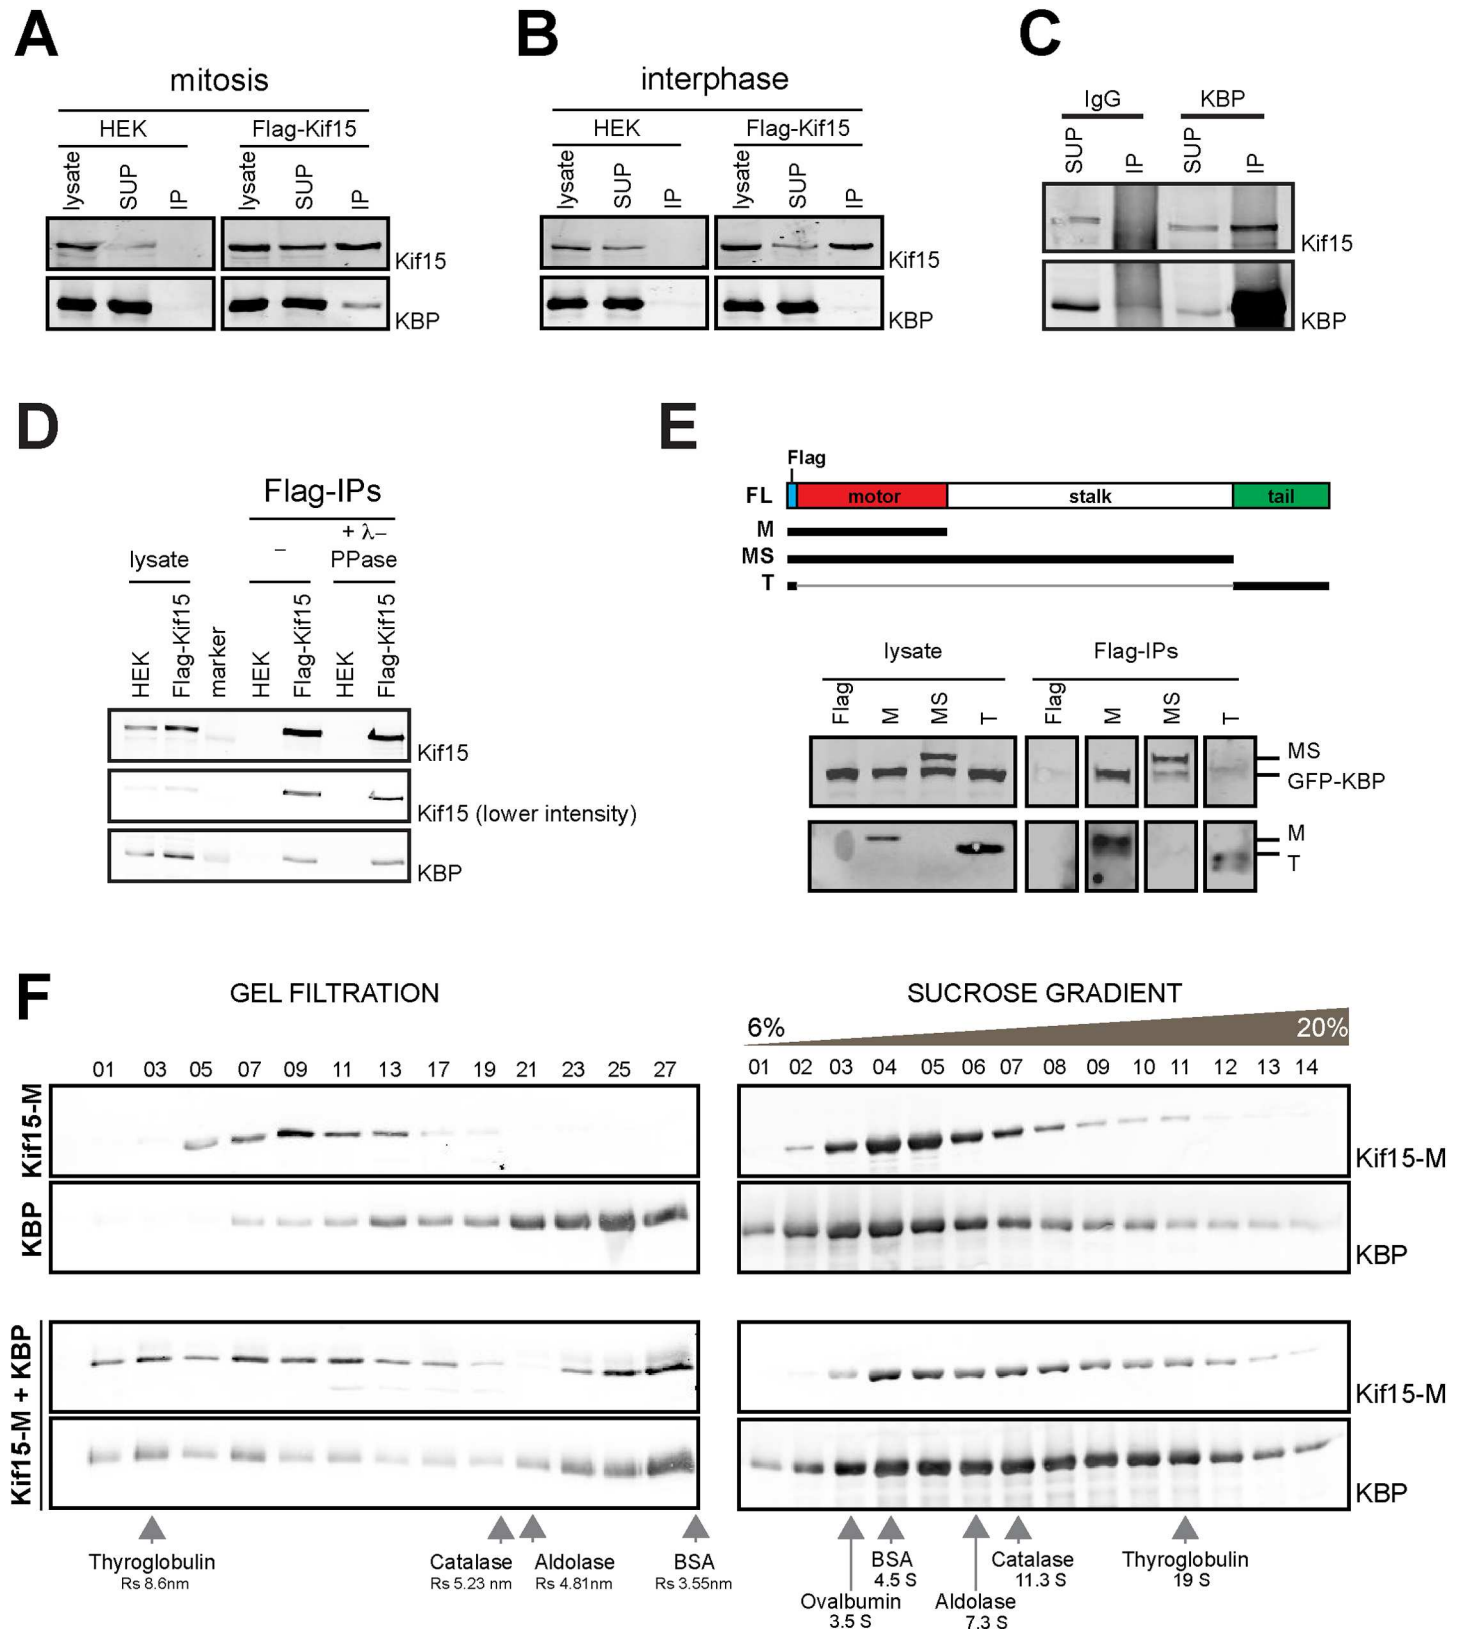 A
mitosis
HEK
Flag-Kif15
lysate
SUP
IP
lysate
SUP
IP
Kif15
KBP
B
interphase
HEK
Flag-Kif15
lysate
SUP
IP
lysate
SUP
IP
Kif15
KBP
C
IgG
KBP
SUP
IP
SUP
IP
Kif15
KBP
D
Flag-IPs
lysate
–
+ λ–
PPase
HEK
Flag-Kif15
marker
HEK
Flag-Kif15
HEK
Flag-Kif15
Kif15
Kif15 (lower intensity)
KBP
E
Flag
FL
motor
stalk
tail
M
MS
T
lysate
Flag-IPs
Flag
M
MS
T
Flag
M
MS
T
MS
GFP-KBP
M
T
F
GEL FILTRATION
01 03 05 07 09 11 13 17 19 21 23 25 27
Kif15-M
KBP
Kif15-M + KBP
Thyroglobulin
Rs 8.6nm
Catalase
Rs 5.23 nm
Aldolase
Rs 4.81nm
BSA
Rs 3.55nm
SUCROSE GRADIENT
6%
20%
01 02 03 04 05 06 07 08 09 10 11 12 13 14
Kif15-M
KBP
Kif15-M
KBP
Ovalbumin
3.5 S
BSA
4.5 S
Aldolase
7.3 S
Catalase
11.3 S
Thyroglobulin
19 S